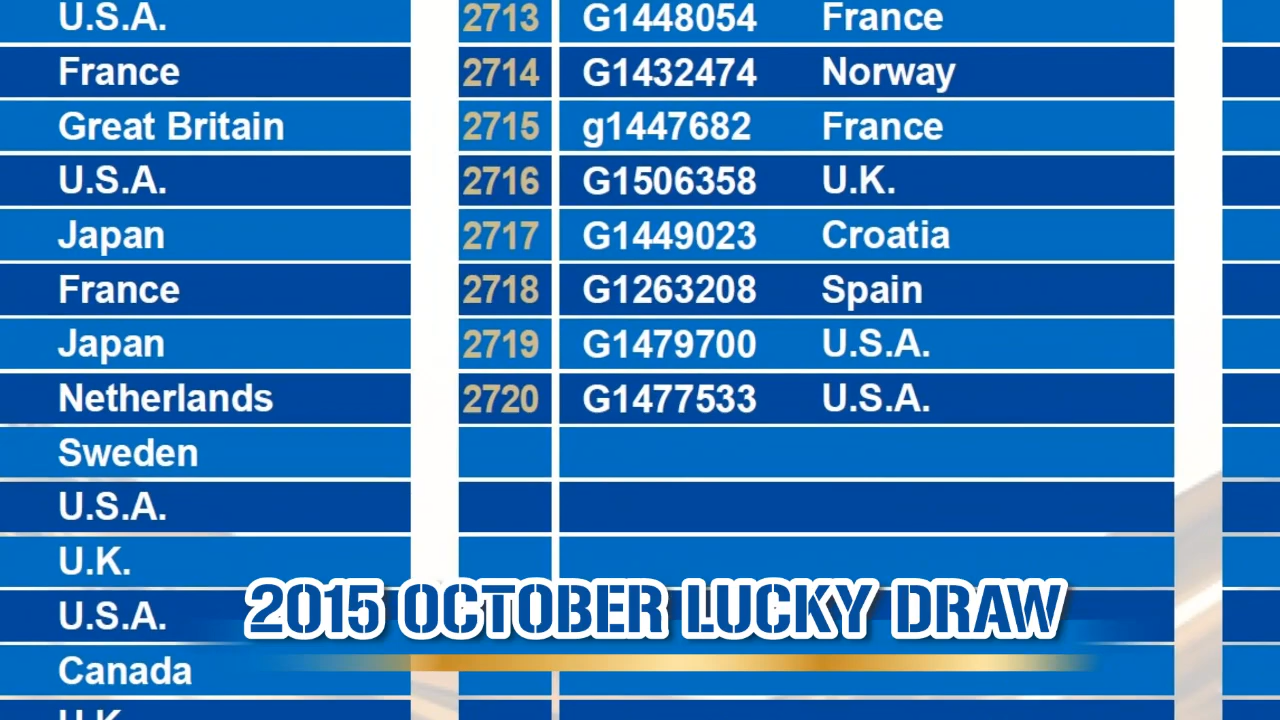 U.S.A. 2713 G1448054 France
France 2714 G1432474 Norway
Great Britain 2715 g1447682 France
U.S.A. 2716 G1506358 U.K.
Japan 2717 G1449023 Croatia
France 2718 G1263208 Spain
Japan 2719 G1479700 U.S.A.
Netherlands 2720 G1477533 U.S.A.
Sweden
U.S.A.
U.K.
U.S.A.
2015 OCTOBER LUCKY DRAW
Canada
U.K.